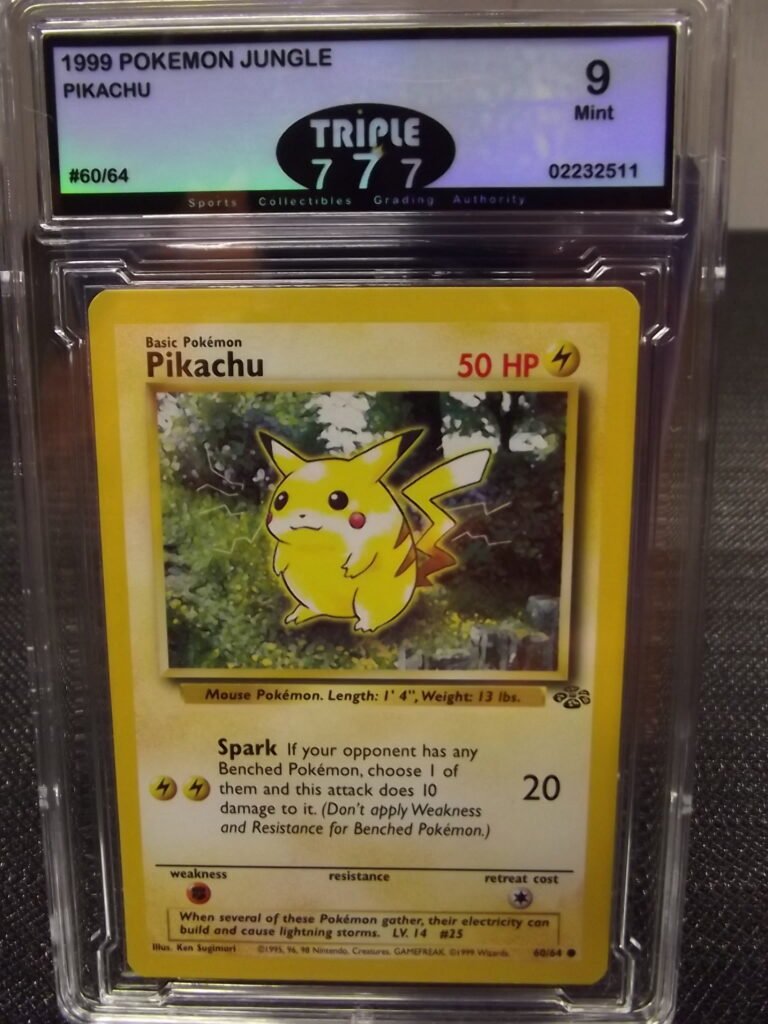 1999 POKEMON JUNGLE
PIKACHU
9
Mint
TRIPLE
777
#60/64
02232511
Sports Collectibles Grading Authority
Basic Pokémon
Pikachu
50 HP
Mouse Pokémon. Length: 1' 4", Weight: 13 lbs.
Spark If your opponent has any
Benched Pokémon, choose 1 of
them and this attack does 10
damage to it. (Don't apply Weakness
and Resistance for Benched Pokémon.)
20
weakness
resistance
retreat cost
When several of these Pokémon gather, their electricity can
build and cause lightning storms. LV. 14 #25
Illus. Ken Sugimori
©1995, 96, 98 Nintendo, Creatures, GAMEFREAK. ©1999 Wizards.
60/64